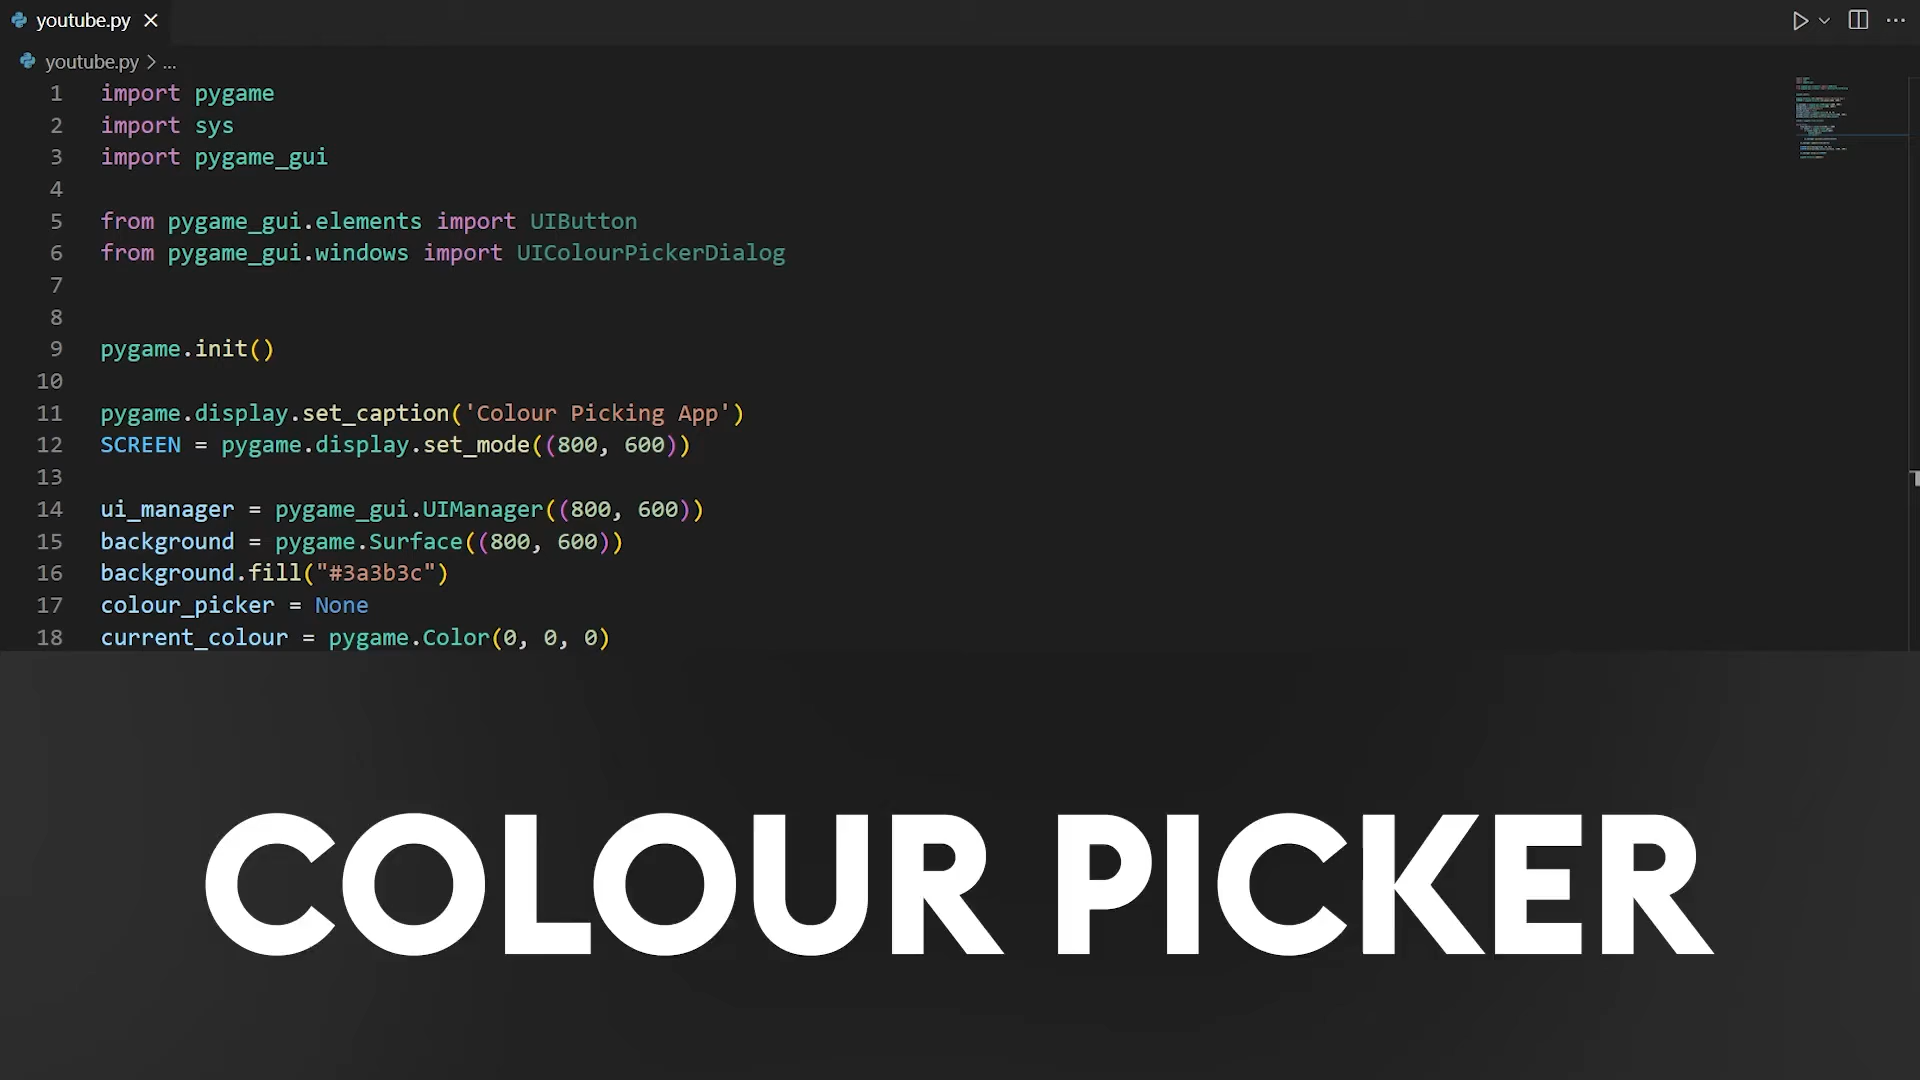 youtube.py
youtube.py > ...
1 import pygame
2 import sys
3 import pygame_gui
4
5 from pygame_gui.elements import UIButton
6 from pygame_gui.windows import UIColourPickerDialog
7
8
9 pygame.init()
10
11 pygame.display.set_caption('Colour Picking App')
12 SCREEN = pygame.display.set_mode((800, 600))
13
14 ui_manager = pygame_gui.UIManager((800, 600))
15 background = pygame.Surface((800, 600))
16 background.fill("#3a3b3c")
17 colour_picker = None
18 current_colour = pygame.Color(0, 0, 0)
COLOUR PICKER